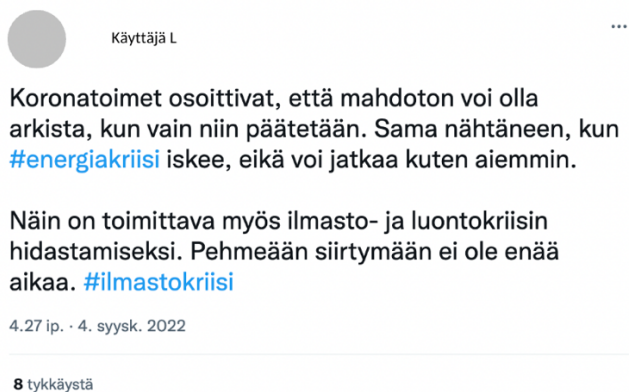 Käyttäjä L
Koronatoimet osoittivat, että mahdoton voi olla
arkista, kun vain niin päätetään. Sama nähtäneen, kun
#energiakriisi iskee, eikä voi jatkaa kuten aiemmin.
Näin on toimittava myös ilmasto- ja luontokriisin
hidastamiseksi. Pehmeään siirtymään ei ole enää
aikaa. #ilmastokriisi
4.27 ip. · 4. syysk. 2022
8 tykkäystä